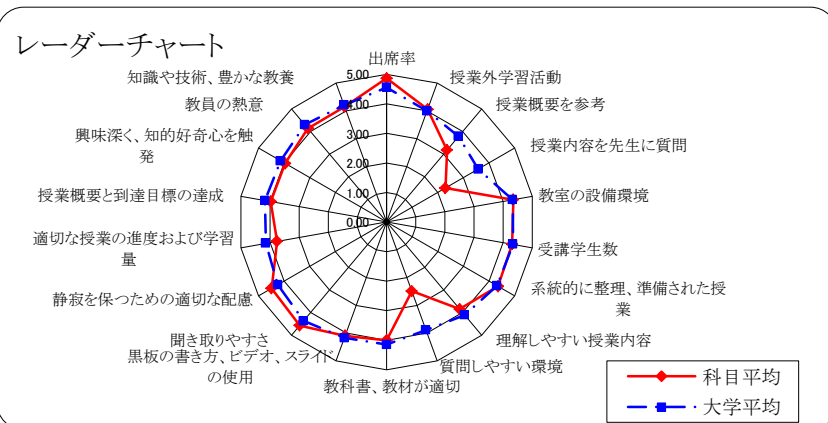 レーダーチャート
出席率
授業外学習活動
授業概要を参考
授業内容を先生に質問
教室の設備環境
受講学生数
系統的に整理、準備された授
業
理解しやすい授業内容
質問しやすい環境
教科書、教材が適切
黒板の書き方、ビデオ、スライド
の使用
聞き取りやすさ
静寂を保つための適切な配慮
適切な授業の進度および学習
量
授業概要と到達目標の達成
興味深く、知的好奇心を触
発
教員の熱意
知識や技術、豊かな教養
5.00
4.00
3.00
2.00
1.00
0.00
科目平均
大学平均